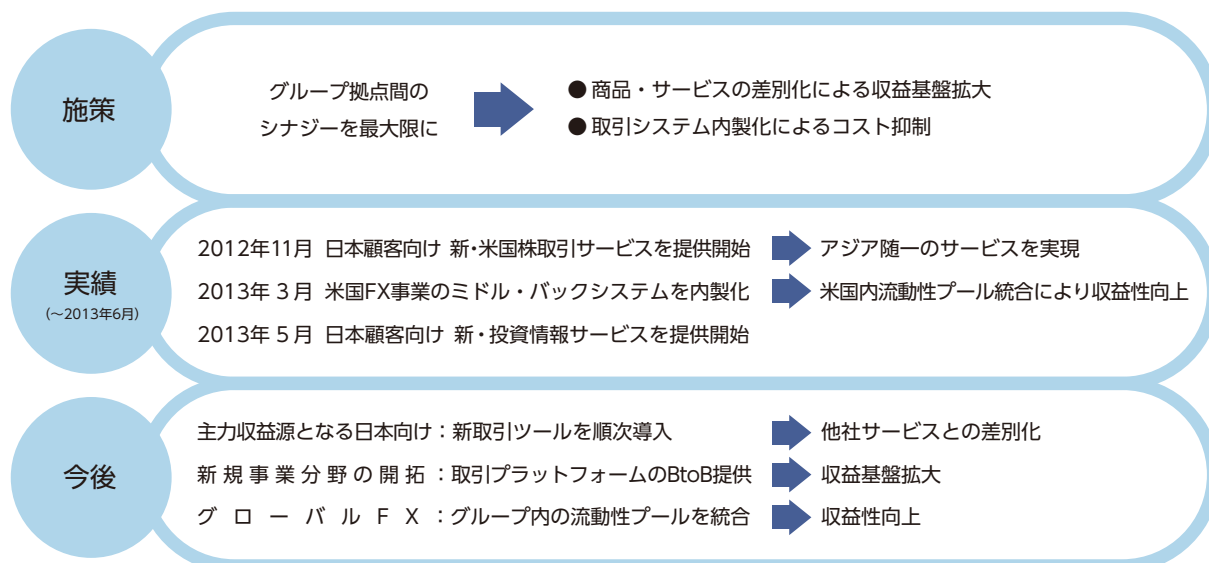 施策
グループ拠点間の
シナジーを最大限に
● 商品・サービスの差別化による収益基盤拡大
● 取引システム内製化によるコスト抑制
実績
(～2013年6月)
2012年11月 日本顧客向け 新・米国株取引サービスを提供開始 アジア随一のサービスを実現
2013年 3 月 米国FX事業のミドル・バックシステムを内製化 米国内流動性プール統合により収益性向上
2013年 5 月 日本顧客向け 新・投資情報サービスを提供開始
今後
主力収益源となる日本向け：新取引ツールを順次導入 他社サービスとの差別化
新規事業分野の開拓：取引プラットフォームのBtoB提供 収益基盤拡大
グローバルFX：グループ内の流動性プールを統合 収益性向上